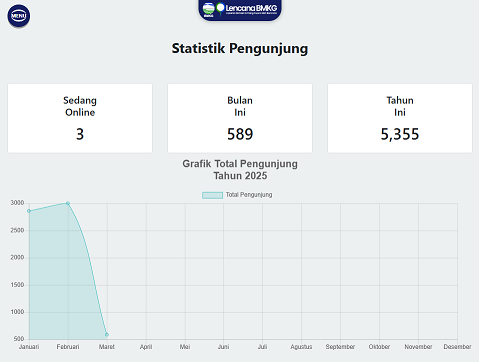 MENU
BMKG
Lencana BMKG
Statistik Pengunjung
Sedang
Online
3
Bulan
Ini
589
Tahun
Ini
5,355
Grafik Total Pengunjung
Tahun 2025
Total Pengunjung
3000
2500
2000
1500
1000
500
Januari Februari Maret April Mei Juni Juli Agustus September Oktober November Desember